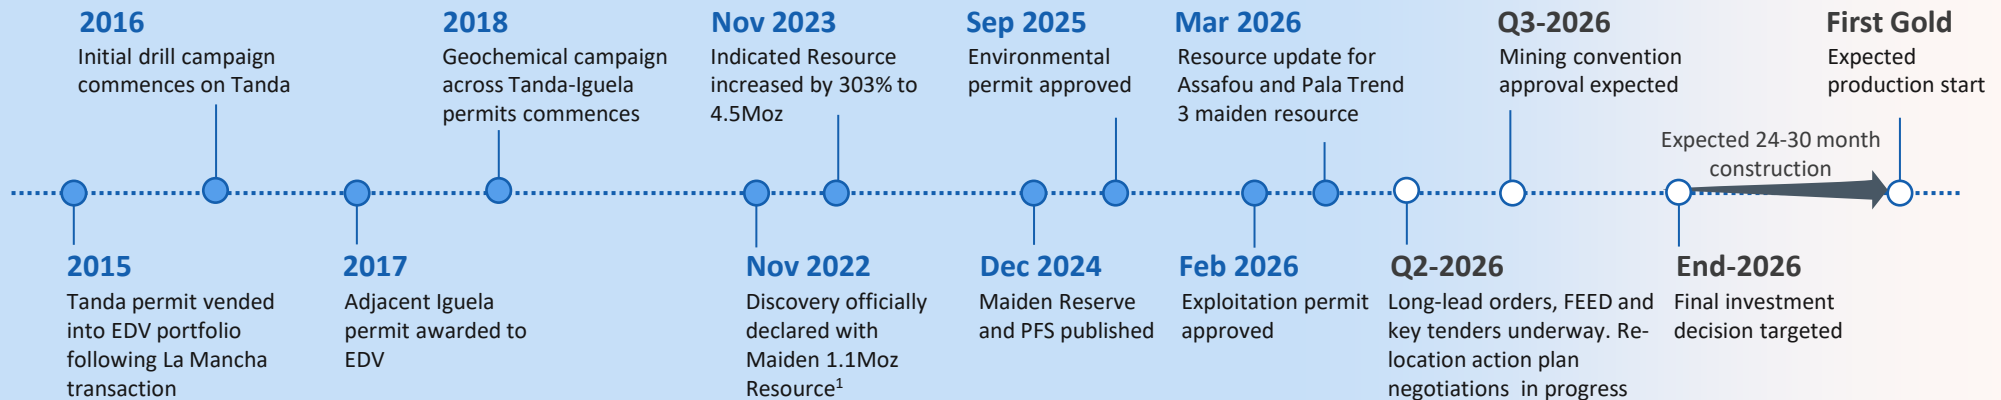 2016
Initial drill campaign
commences on Tanda
2018
Geochemical campaign
across Tanda-Iguela
permits commences
Nov 2023
Indicated Resource
increased by 303% to
4.5Moz
Sep 2025
Environmental
permit approved
Mar 2026
Resource update for
Assafou and Pala Trend
3 maiden resource
Q3-2026
Mining convention
approval expected
First Gold
Expected
production start
Expected 24-30 month
construction
2015
Tanda permit vended
into EDV portfolio
following La Mancha
transaction
2017
Adjacent Iguela
permit awarded to
EDV
Nov 2022
Discovery officially
declared with
Maiden 1.1Moz
Resource¹
Dec 2024
Maiden Reserve
and PFS published
Feb 2026
Exploitation permit
approved
Q2-2026
Long-lead orders, FEED and
key tenders underway. Re-
location action plan
negotiations in progress
End-2026
Final investment
decision targeted